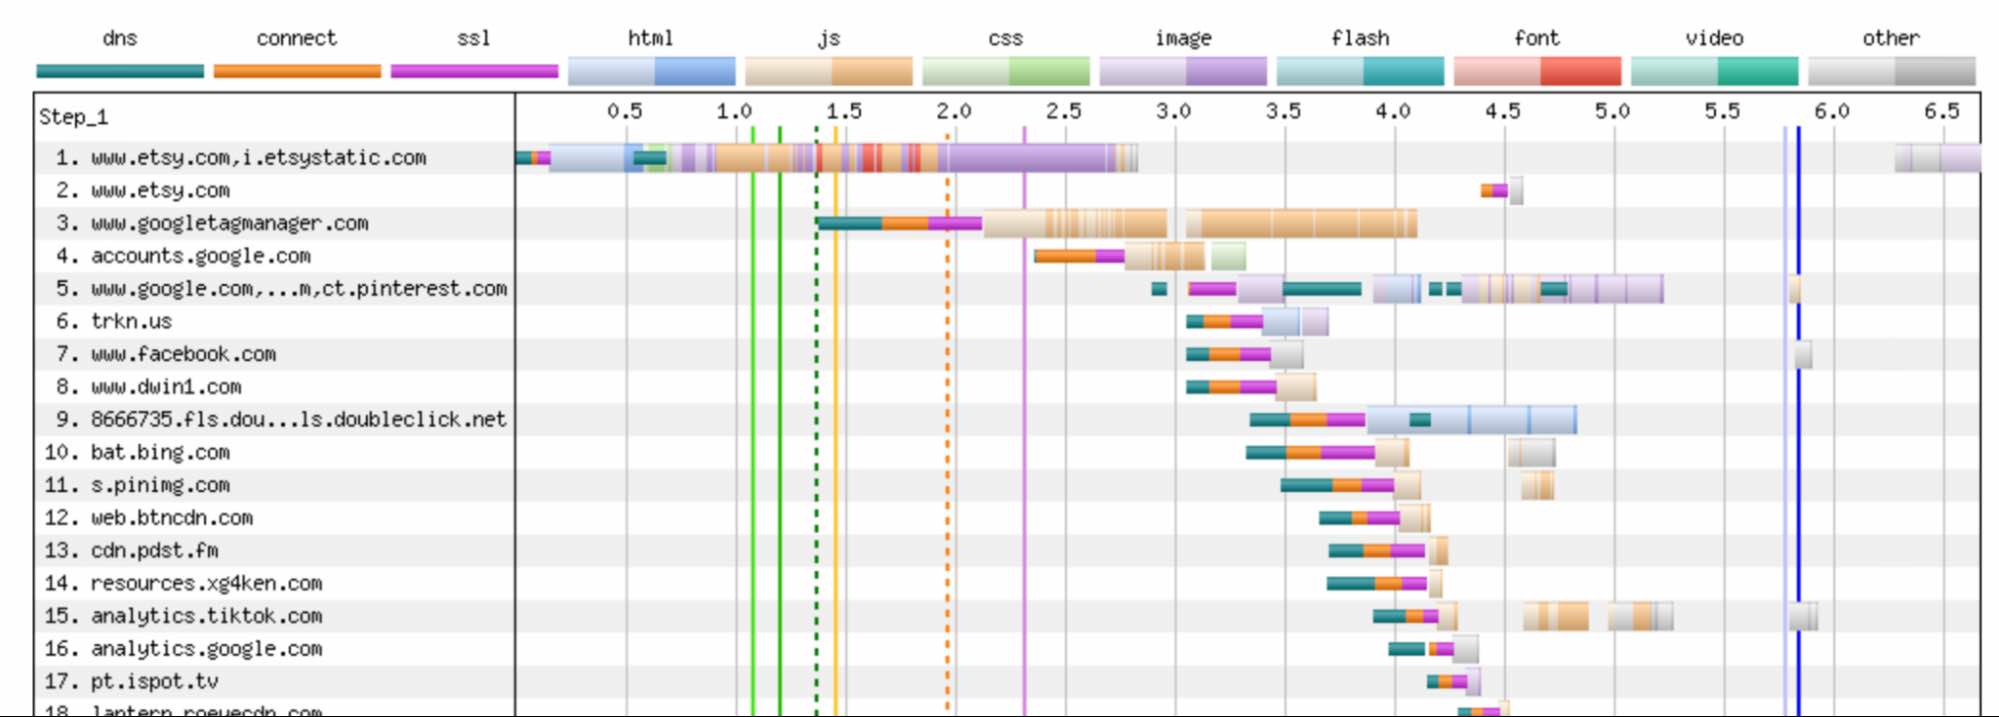 dns connect ssl html js css image flash font video other
Step_1 0.5 1.0 1.5 2.0 2.5 3.0 3.5 4.0 4.5 5.0 5.5 6.0 6.5
1. www.etsy.com,i.etsystatic.com
2. www.etsy.com
3. www.googletagmanager.com
4. accounts.google.com
5. www.google.com,...m,ct.pinterest.com
6. trkn.us
7. www.facebook.com
8. www.dwin1.com
9. 8666735.fls.dou...ls.doubleclick.net
10. bat.bing.com
11. s.pinimg.com
12. web.btncdn.com
13. cdn.pdst.fm
14. resources.xg4ken.com
15. analytics.tiktok.com
16. analytics.google.com
17. pt.ispot.tv
18. lantern.roeyecdn.com